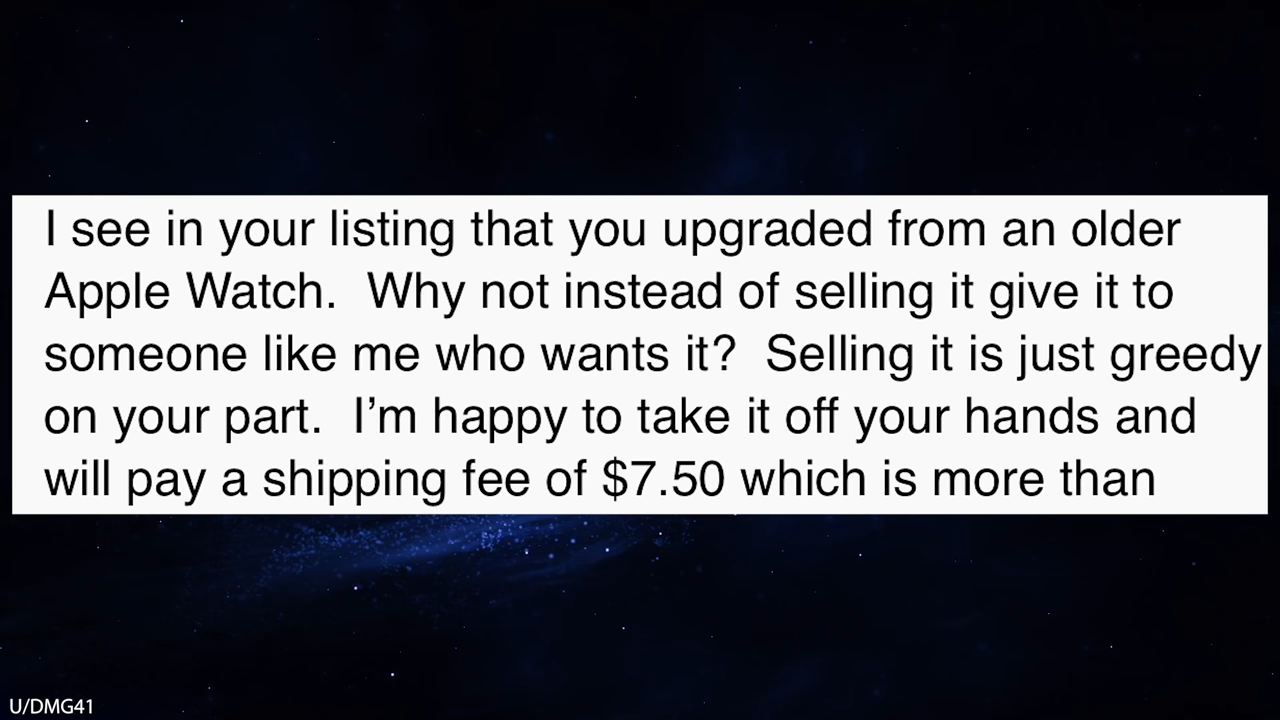 I see in your listing that you upgraded from an older
Apple Watch.  Why not instead of selling it give it to
someone like me who wants it?  Selling it is just greedy
on your part.  I’m happy to take it off your hands and
will pay a shipping fee of $7.50 which is more than
U/DMG41